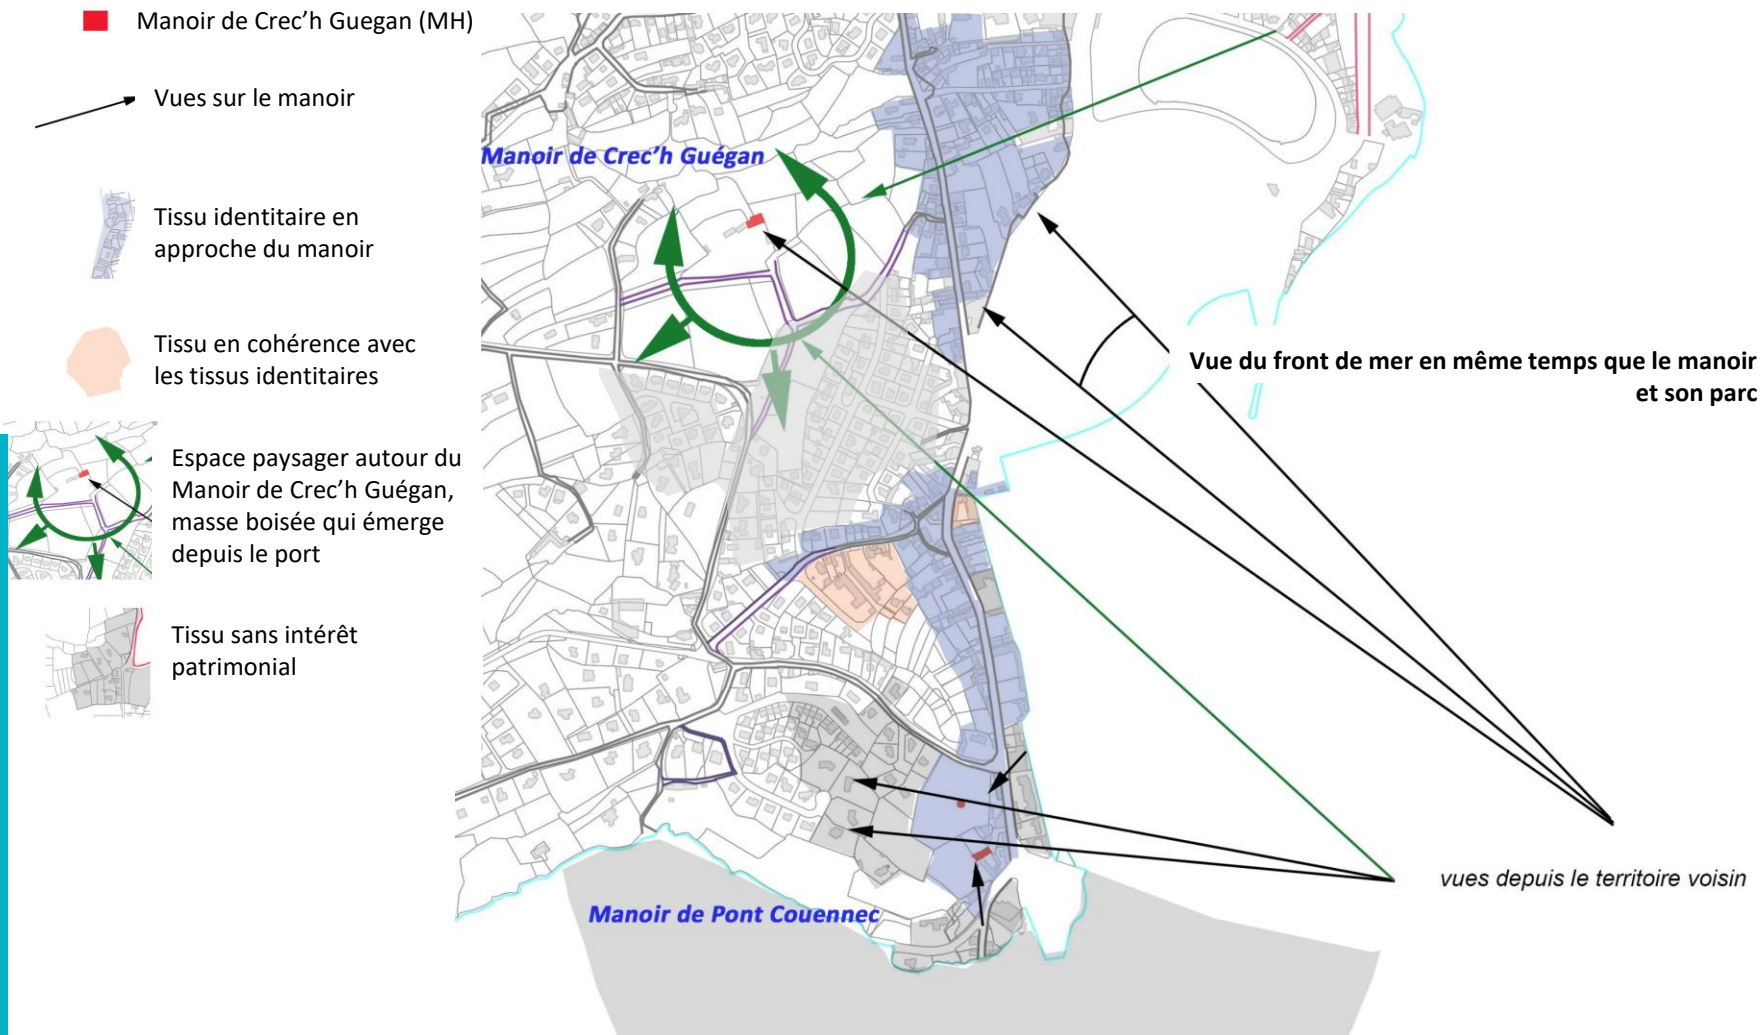 Manoir de Crec'h Guegan (MH)
Vues sur le manoir
Tissu identitaire en
approche du manoir
Tissu en cohérence avec
les tissus identitaires
Espace paysager autour du
Manoir de Crec'h Guégan,
masse boisée qui émerge
depuis le port
Tissu sans intérêt
patrimonial
Manoir de Crec'h Guégan
Vue du front de mer en même temps que le manoir
et son parc
vues depuis le territoire voisin
Manoir de Pont Couennec